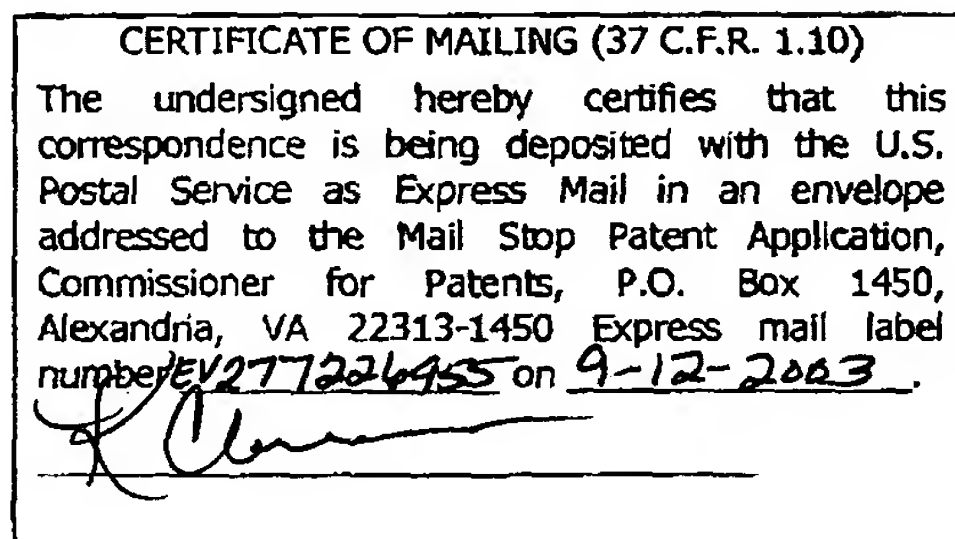 CERTIFICATE OF MAILING (37 C.F.R. 1.10)
The undersigned hereby certifies that this
correspondence is being deposited with the U.S.
Postal Service as Express Mail in an envelope
addressed to the Mail Stop Patent Application,
Commissioner for Patents, P.O. Box 1450,
Alexandria, VA 22313-1450 Express mail label
number EV277226955 on 9-12-2003.